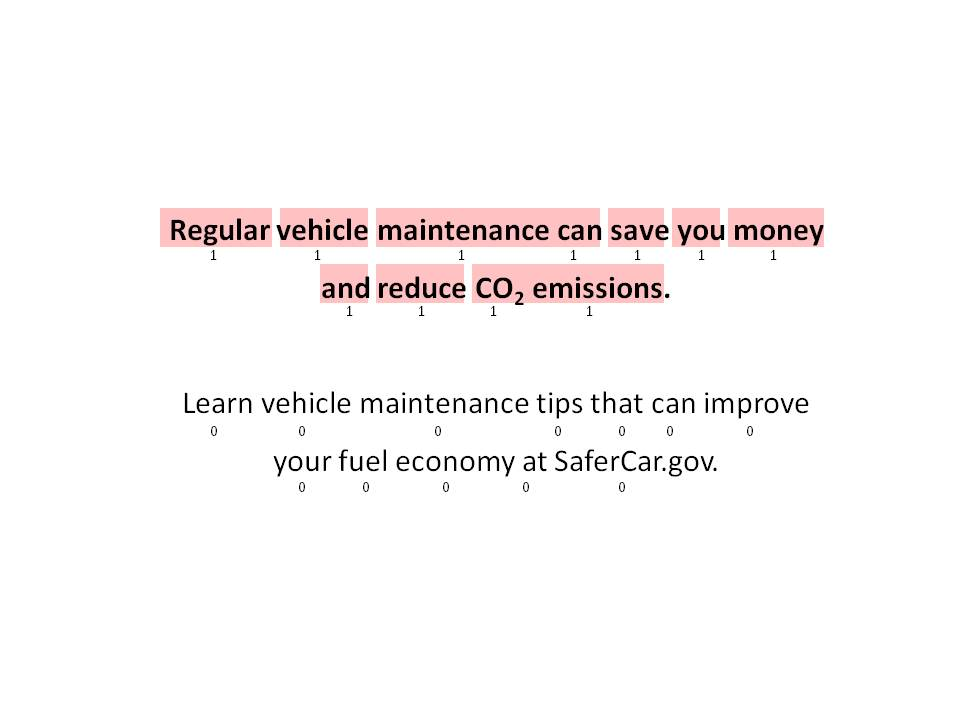 Regular vehicle maintenance can save you money
1 1 1 1 1 1 1
and reduce CO₂ emissions.
1 1 1 1
Learn vehicle maintenance tips that can improve
0 0 0 0 0 0 0
your fuel economy at SaferCar.gov.
0 0 0 0 0